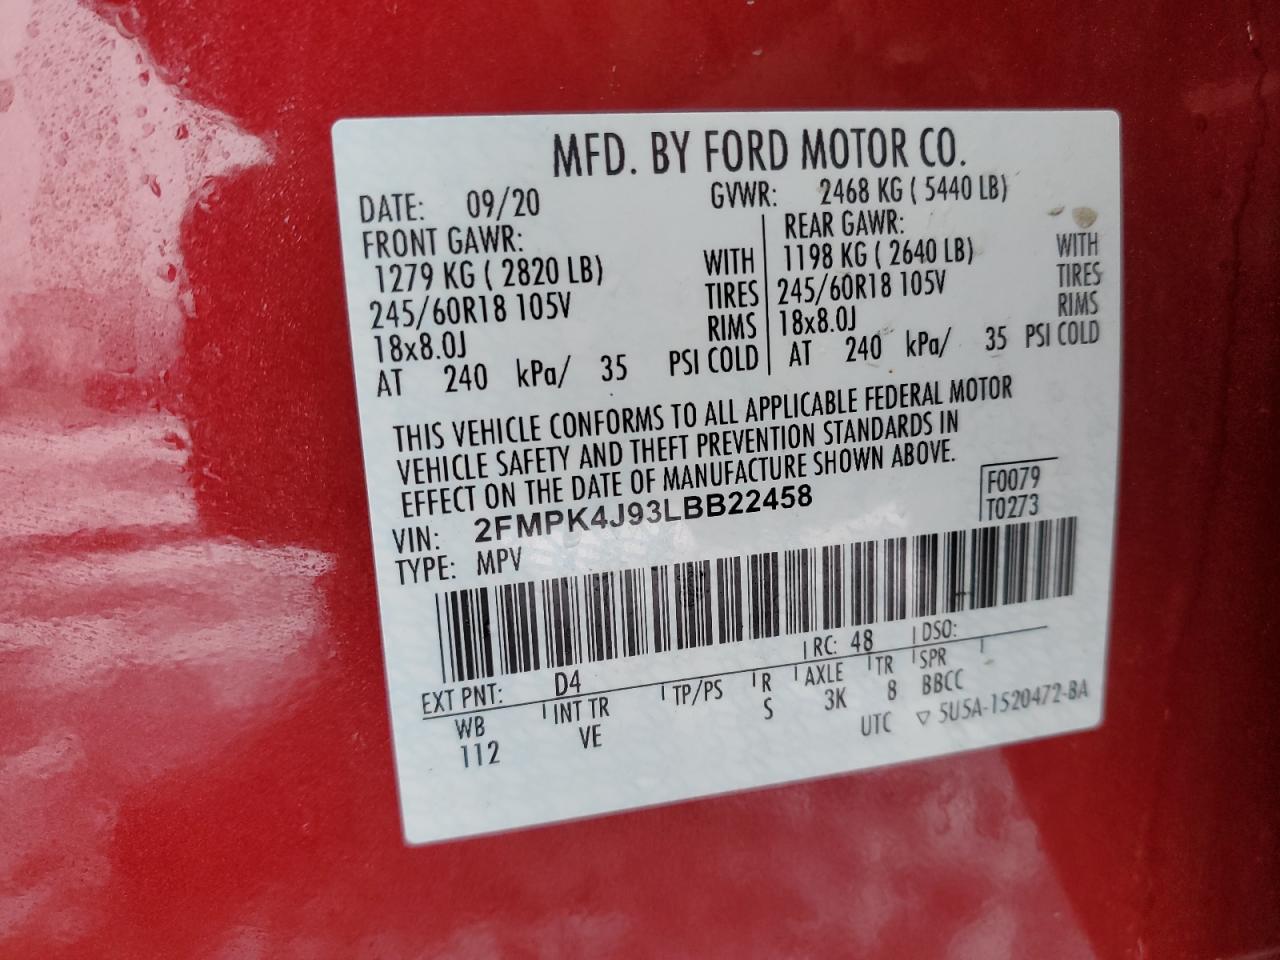 MFD. BY FORD MOTOR CO.
DATE: 09/20 GVWR: 2468 KG ( 5440 LB)
FRONT GAWR: REAR GAWR:
1279 KG ( 2820 LB) WITH 1198 KG ( 2640 LB) WITH
245/60R18 105V TIRES 245/60R18 105V TIRES
18x8.0J RIMS 18x8.0J RIMS
AT 240 kPa/ 35 PSI COLD AT 240 kPa/ 35 PSI COLD
THIS VEHICLE CONFORMS TO ALL APPLICABLE FEDERAL MOTOR
VEHICLE SAFETY AND THEFT PREVENTION STANDARDS IN
EFFECT ON THE DATE OF MANUFACTURE SHOWN ABOVE.
VIN: 2FMPK4J93LBB22458 F0079
TYPE: MPV T0273
EXT PNT: D4 RC: 48 DSO:
WB INT TR TP/PS R AXLE TR SPR
112 VE S 3K 8 BBCC
UTC ▽ 5U5A-1520472-BA